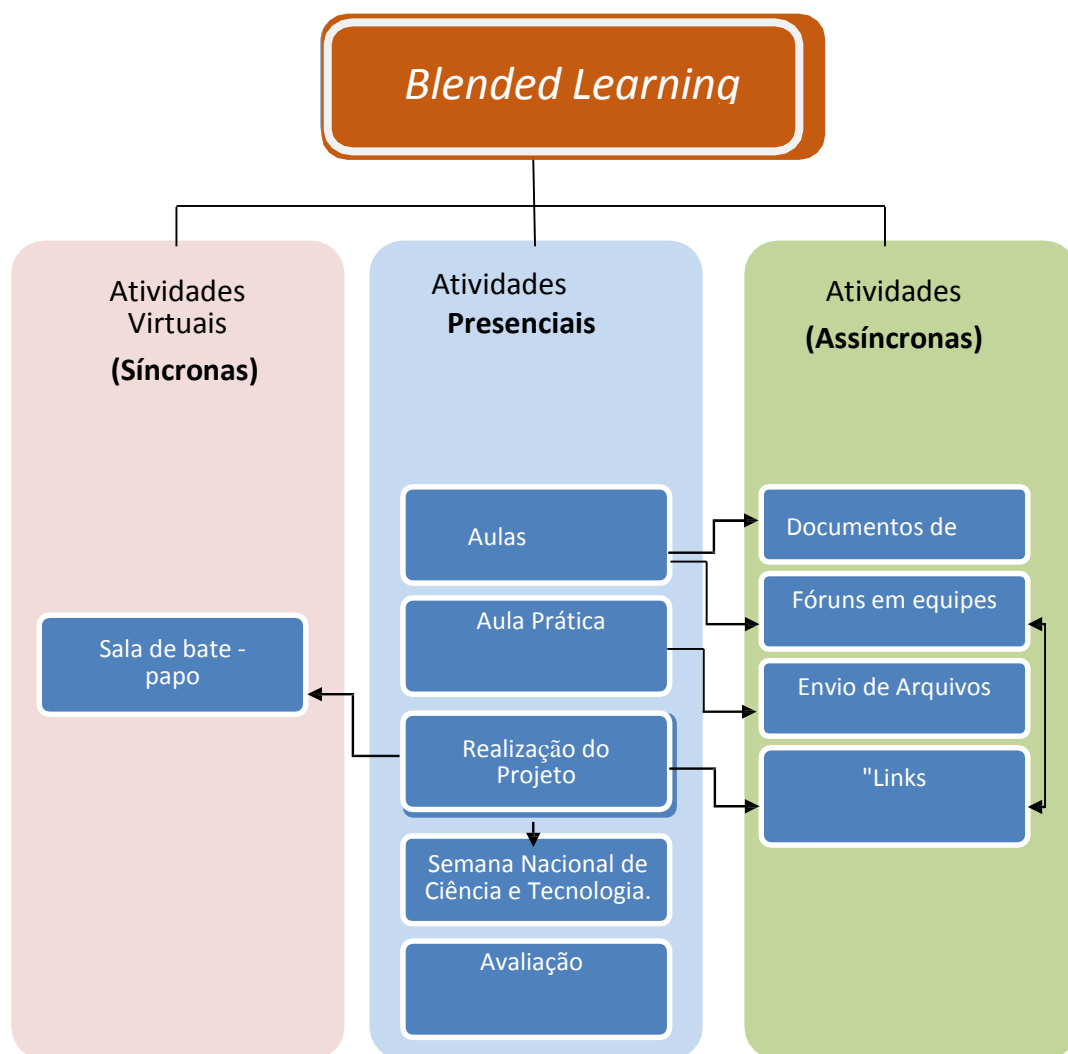 Blended Learning
Atividades
Virtuais
(Síncronas)
Sala de bate -
papo
Atividades
Presenciais
Aulas
Aula Prática
Realização do
Projeto
Semana Nacional de
Ciência e Tecnologia.
Avaliação
Atividades
(Assíncronas)
Documentos de
Fóruns em equipes
Envio de Arquivos
"Links